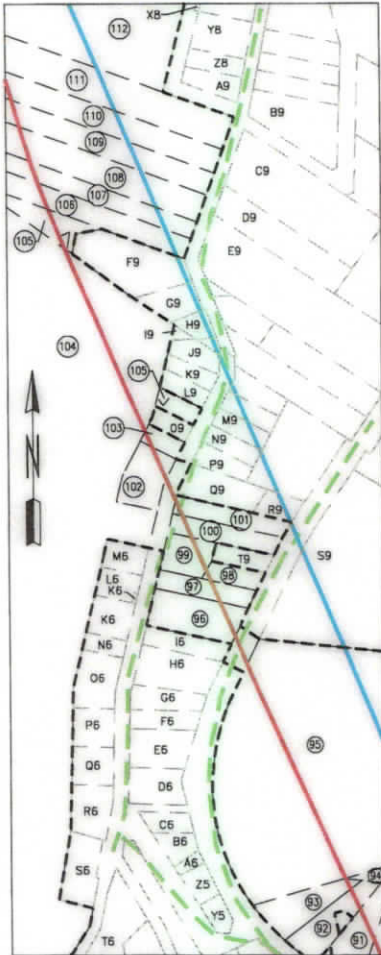 X8
112
Y8
Z8
111
A9
110
B9
109
C9
108
107
D9
106
105
E9
F9
G9
H9
I9
104
J9
K9
105
L9
M9
103
O9
N9
P9
102
Q9
R9
101
100
N
M6
99
T9
S9
98
L6
K6
97
K6
96
N6
I6
H6
O6
G6
P6
F6
95
Q6
E6
D6
R6
C6
B6
S6
A6
94
Z5
93
92
Y5
91
T6